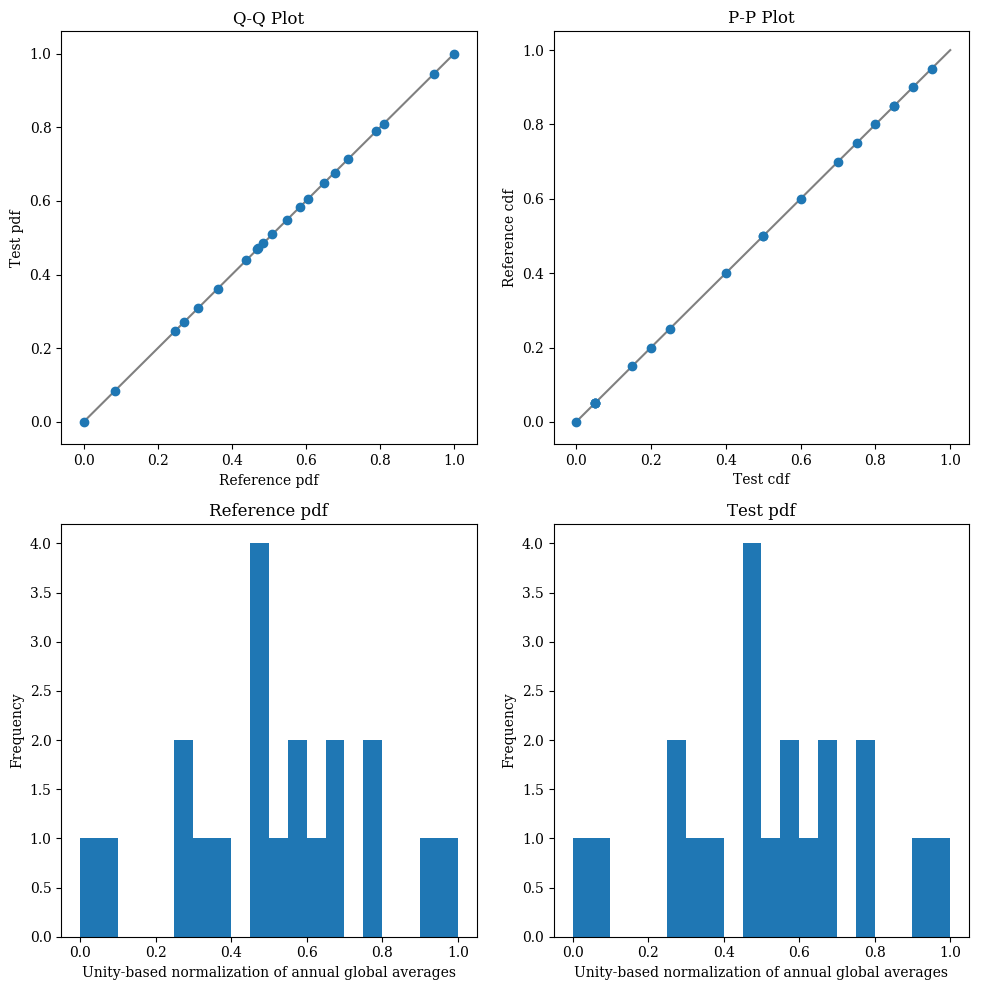 Q-Q Plot
1.0
0.8
0.6
0.4
0.2
0.0
Test pdf
0.0 0.2 0.4 0.6 0.8 1.0
Reference pdf
P-P Plot
1.0
0.8
0.6
0.4
0.2
0.0
Reference cdf
0.0 0.2 0.4 0.6 0.8 1.0
Test cdf
Reference pdf
4.0
3.5
3.0
2.5
2.0
1.5
1.0
0.5
0.0
Frequency
0.0 0.2 0.4 0.6 0.8 1.0
Unity-based normalization of annual global averages
Test pdf
4.0
3.5
3.0
2.5
2.0
1.5
1.0
0.5
0.0
Frequency
0.0 0.2 0.4 0.6 0.8 1.0
Unity-based normalization of annual global averages